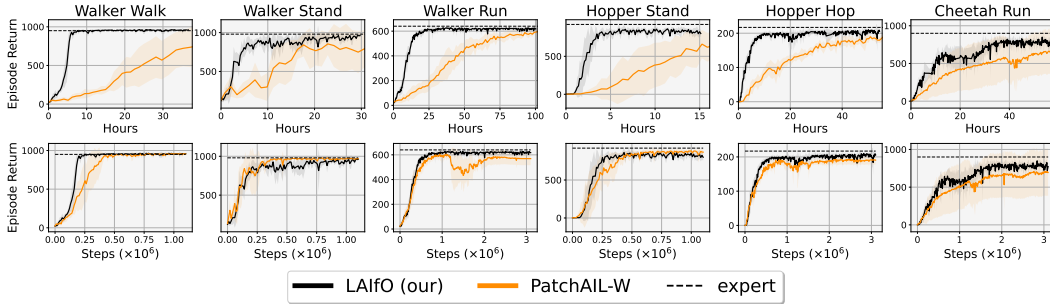 Walker Walk Walker Stand Walker Run Hopper Stand Hopper Hop Cheetah Run
Episode Return
1000
500
0
0 10 20 30
Hours
1000
500
0 10 20 30
Hours
600
400
200
0
0 25 50 75 100
Hours
500
0
0 5 10 15
Hours
200
100
0
0 20 40
Hours
1000
500
0
0 20 40
Hours
Episode Return
1000
500
0
0.00 0.25 0.50 0.75 1.00
Steps (×10⁶)
1000
500
0
0.00 0.25 0.50 0.75 1.00
Steps (×10⁶)
600
400
200
0
0 1 2 3
Steps (×10⁶)
500
0
0.00 0.25 0.50 0.75 1.00
Steps (×10⁶)
200
100
0
0 1 2 3
Steps (×10⁶)
1000
500
0
0 1 2 3
Steps (×10⁶)
LAIfO (our) PatchAIL-W expert